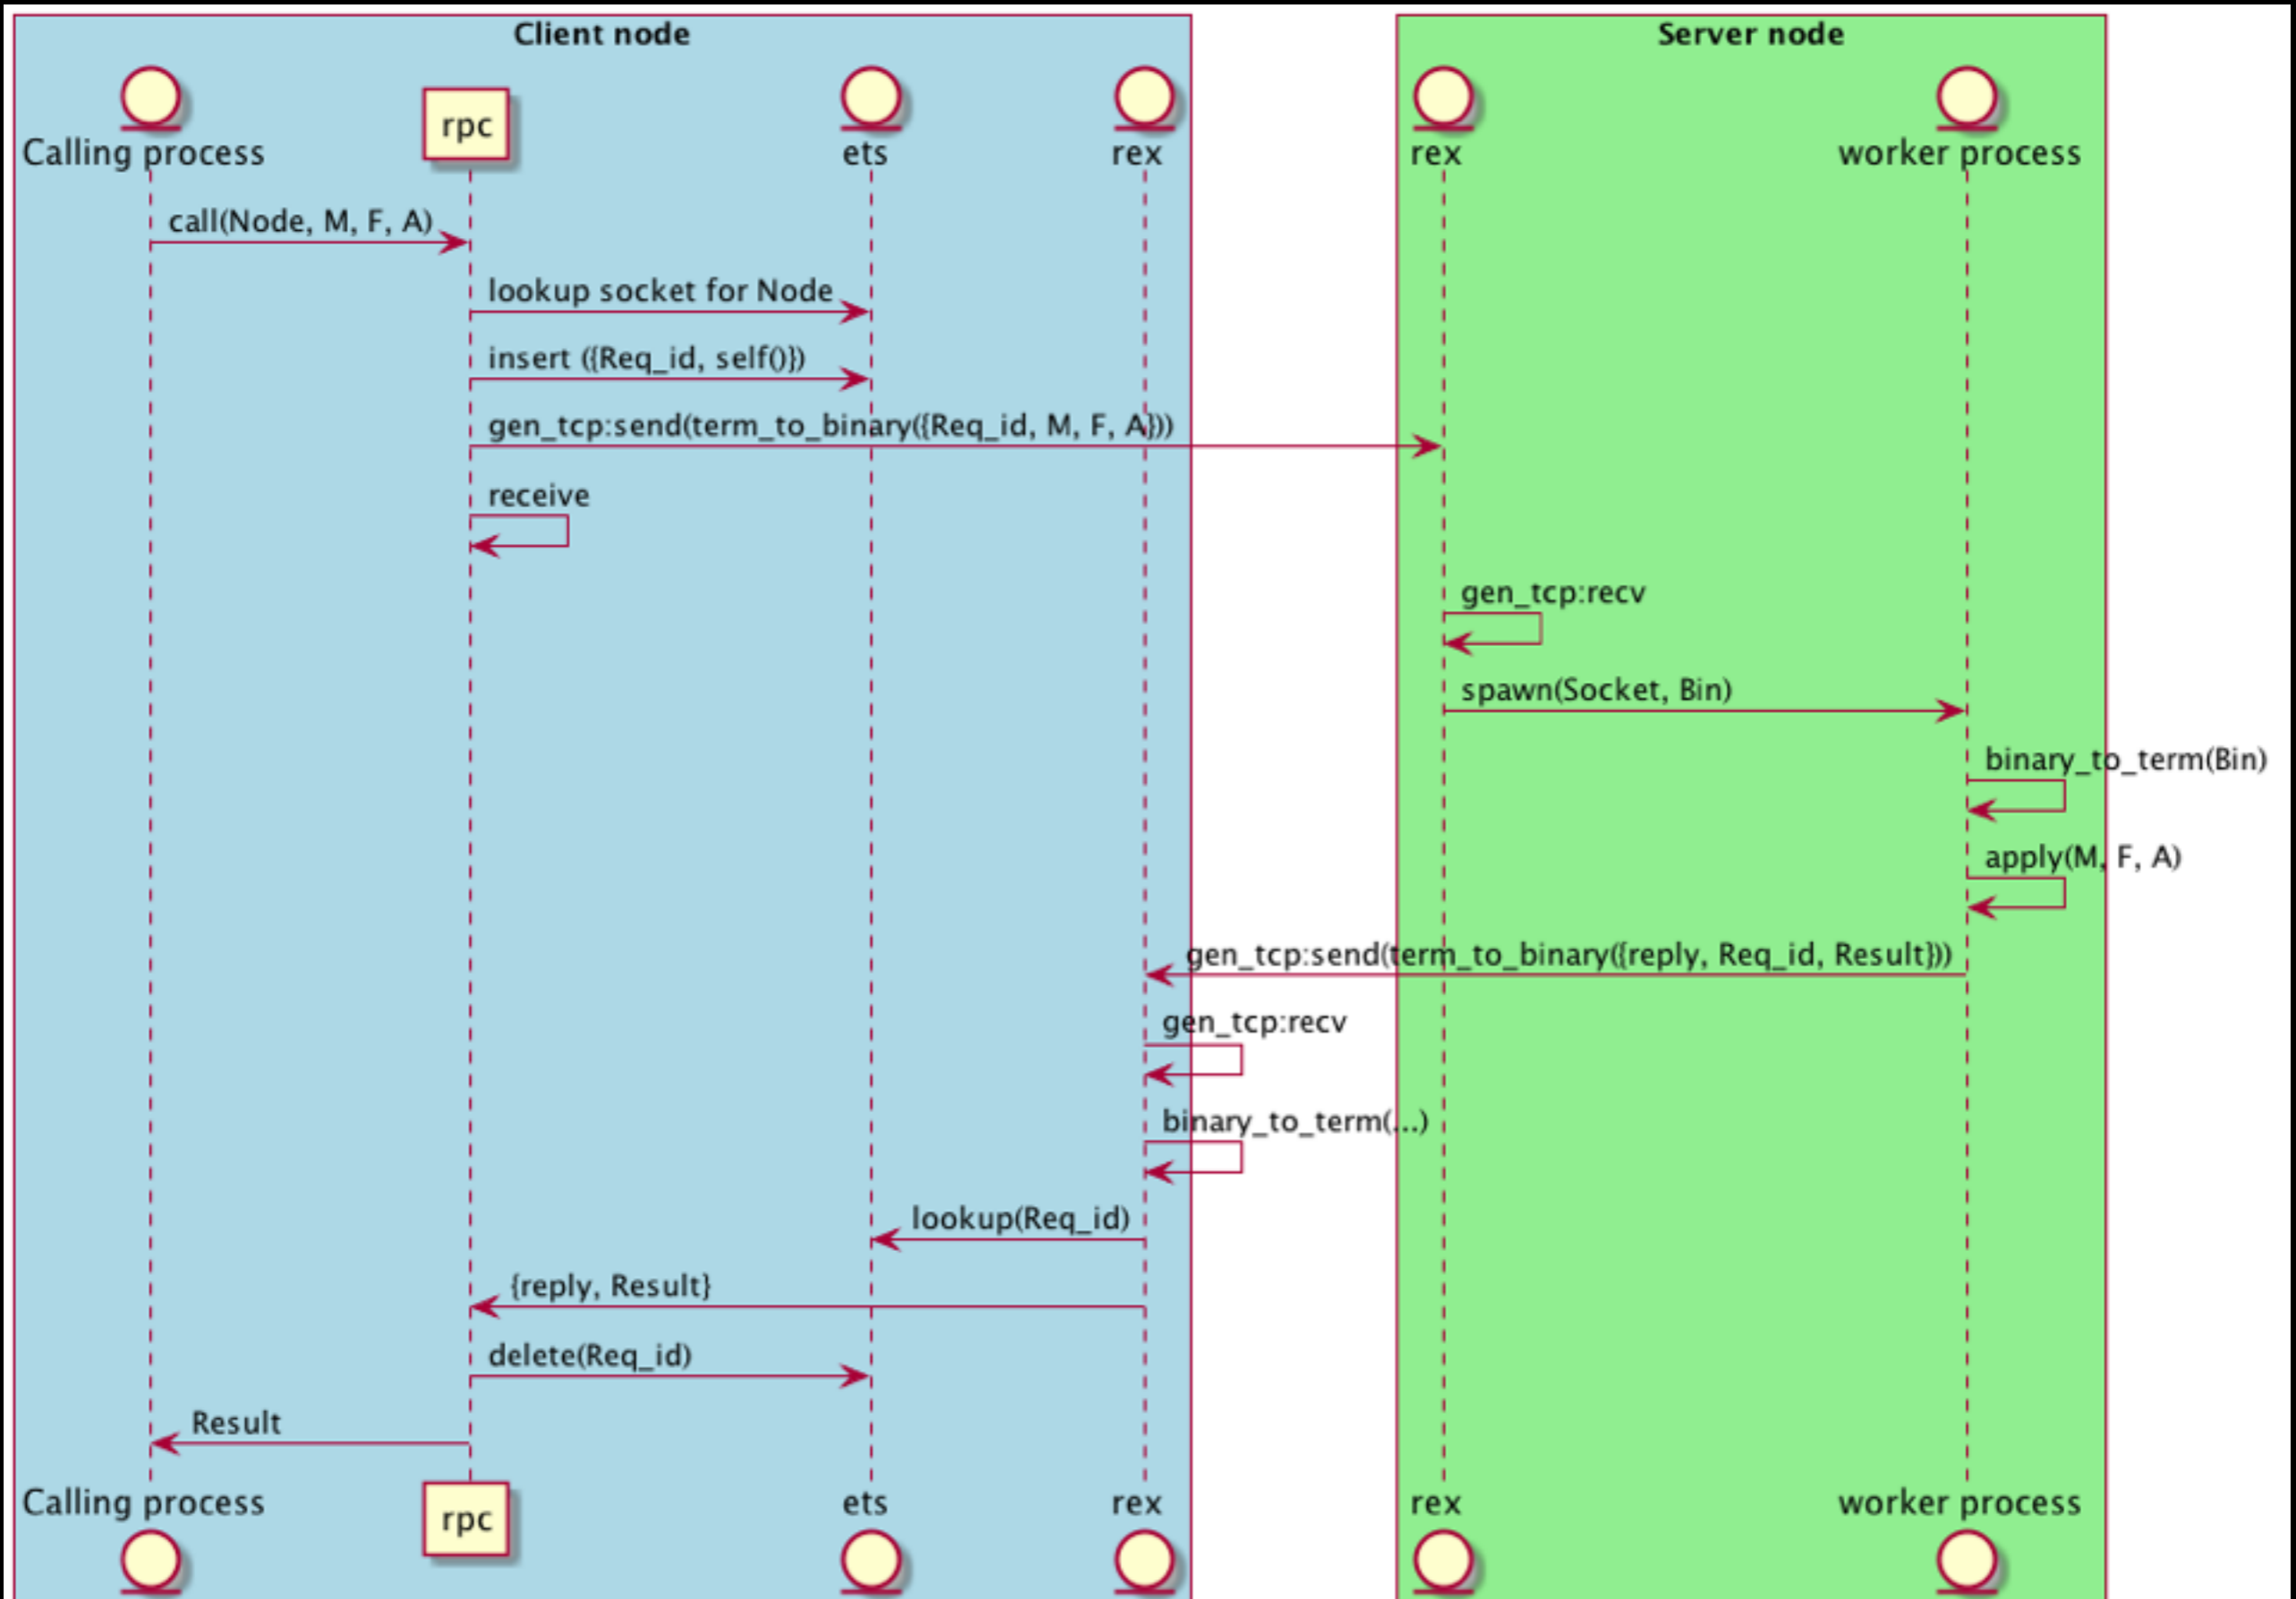 Client node
Server node
Calling process
rpc
ets
rex
rex
worker process
call(Node, M, F, A)
lookup socket for Node
insert ({Req_id, self()})
gen_tcp:send(term_to_binary({Req_id, M, F, A}))
receive
gen_tcp:recv
spawn(Socket, Bin)
binary_to_term(Bin)
apply(M, F, A)
gen_tcp:send(term_to_binary({reply, Req_id, Result}))
gen_tcp:recv
binary_to_term(...)
lookup(Req_id)
{reply, Result}
delete(Req_id)
Result
Calling process
rpc
ets
rex
rex
worker process